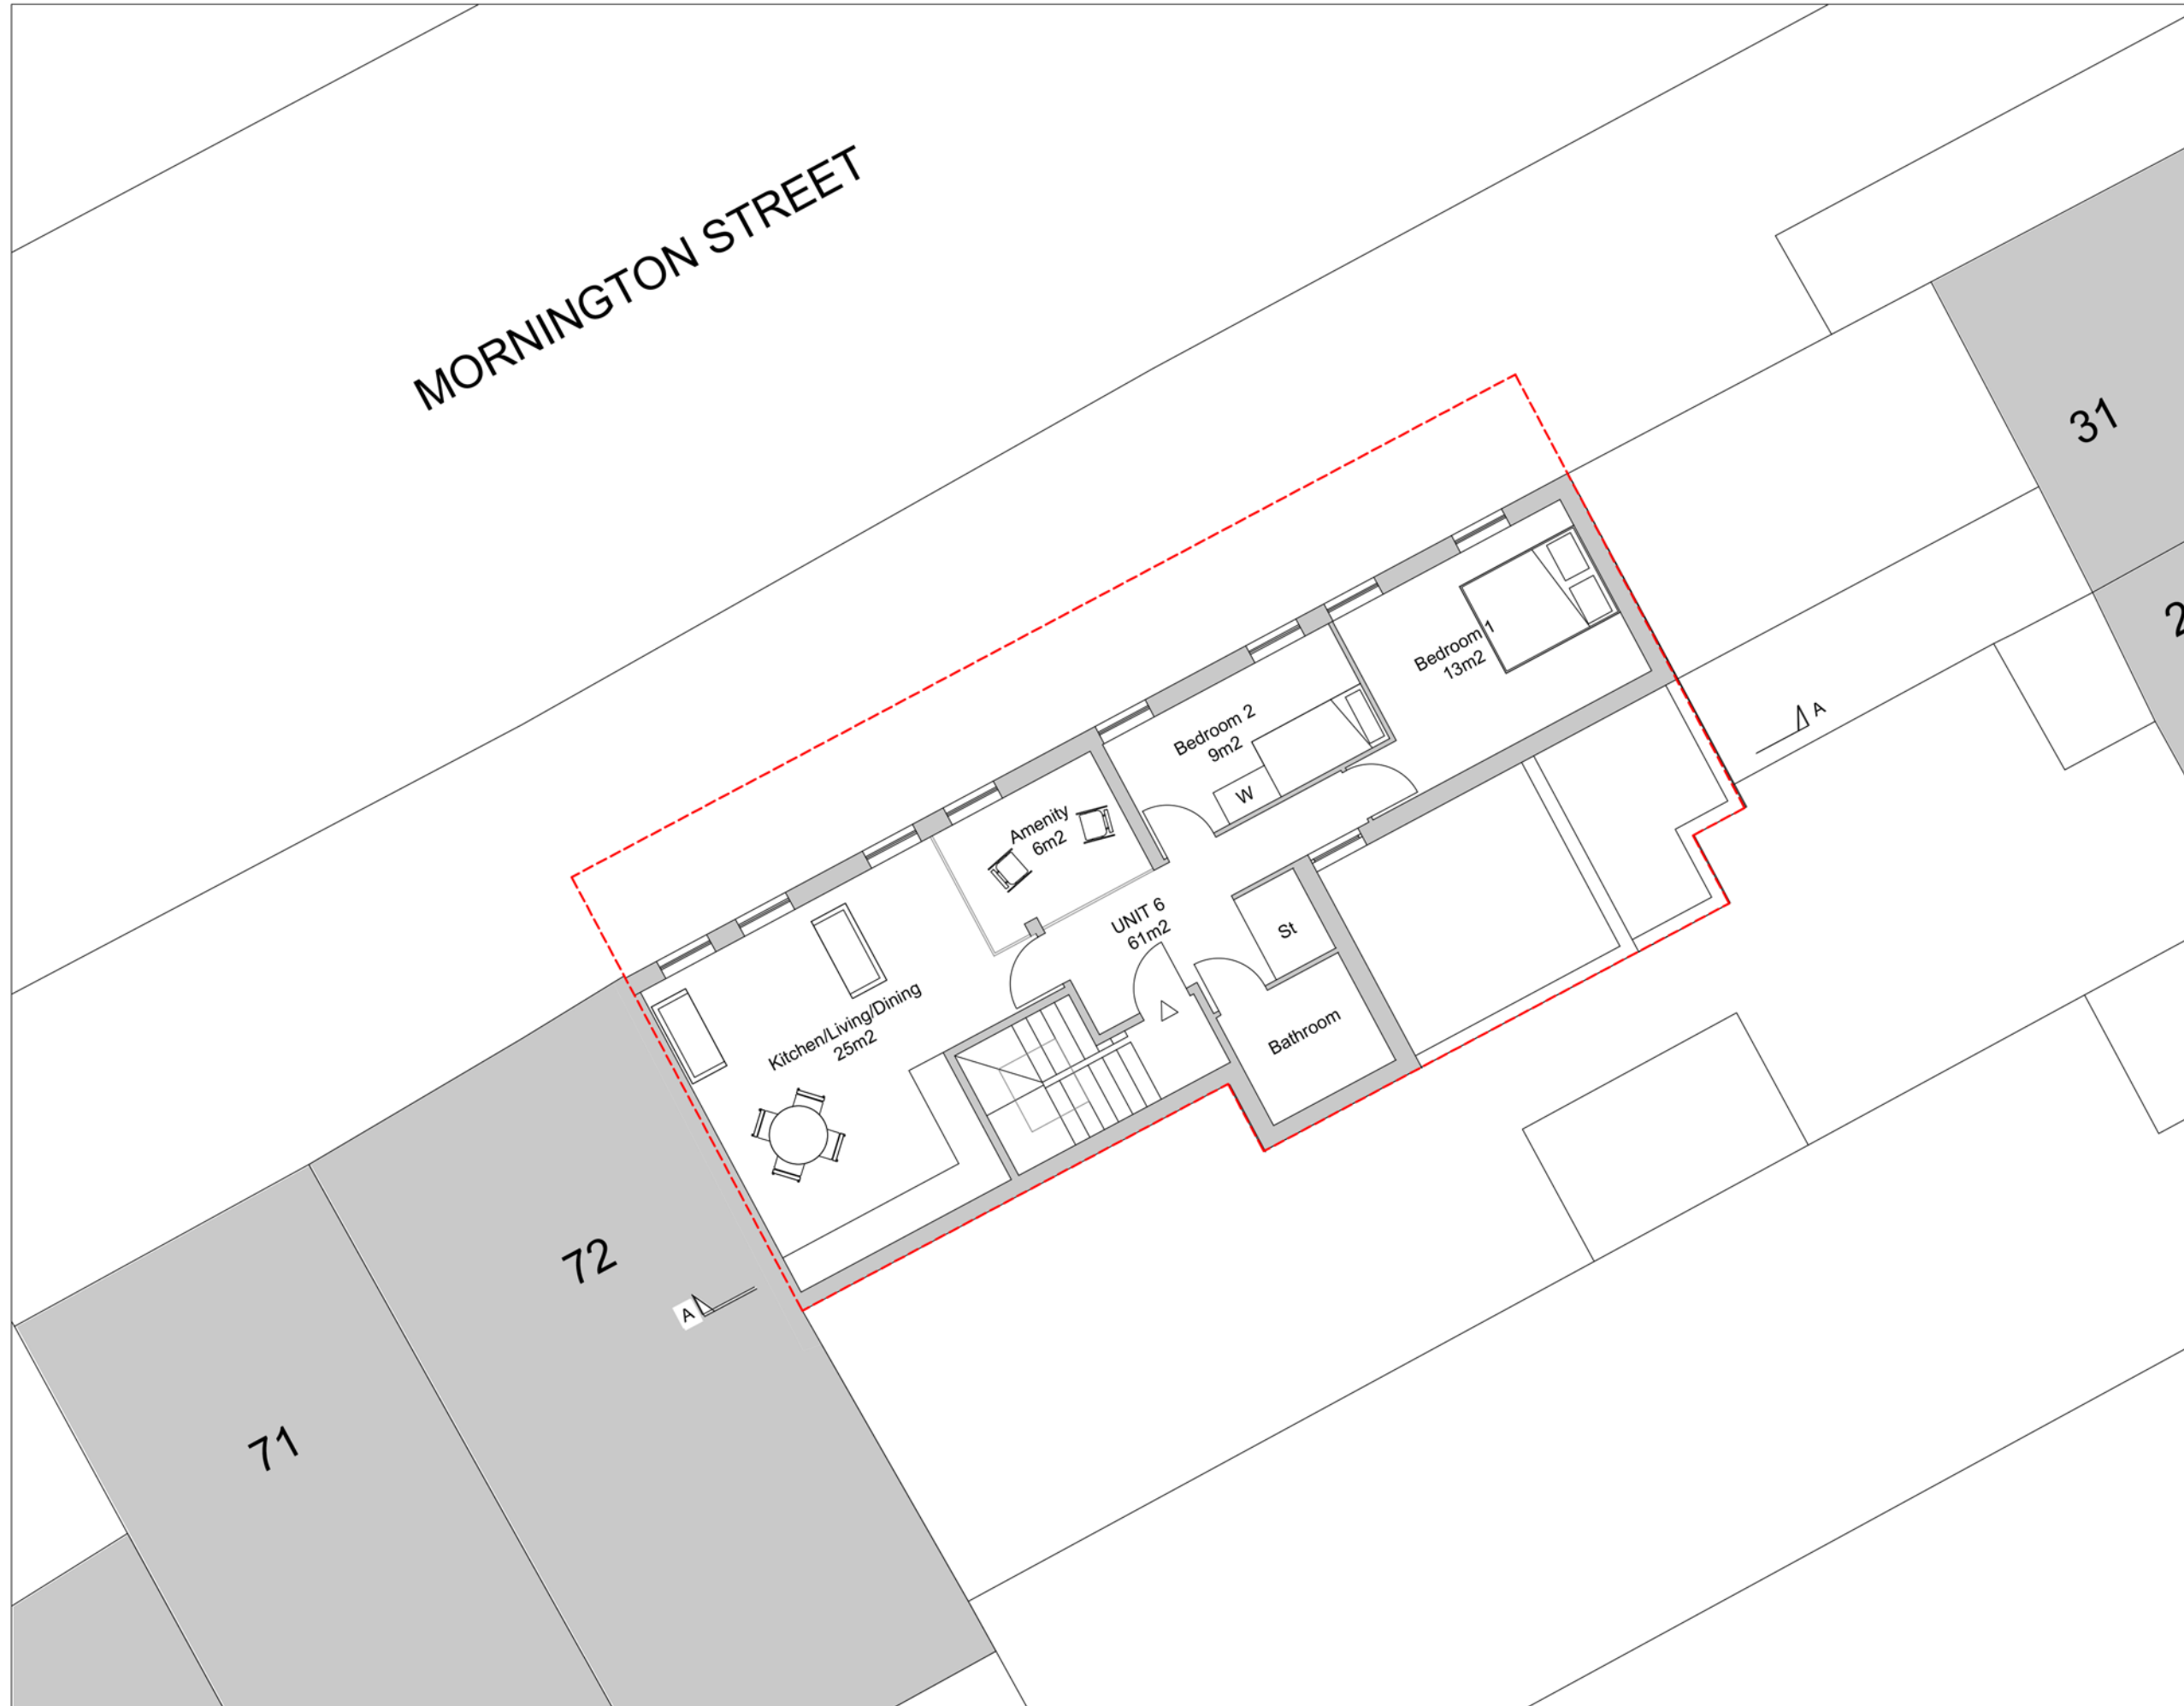 MORNINGTON STREET
31
2
A
Bedroom 1
13m2
Bedroom 2
9m2
W
Amenity
6m2
UNIT 6
61m2
St
Kitchen/Living/Dining
25m2
Bathroom
72
A
71